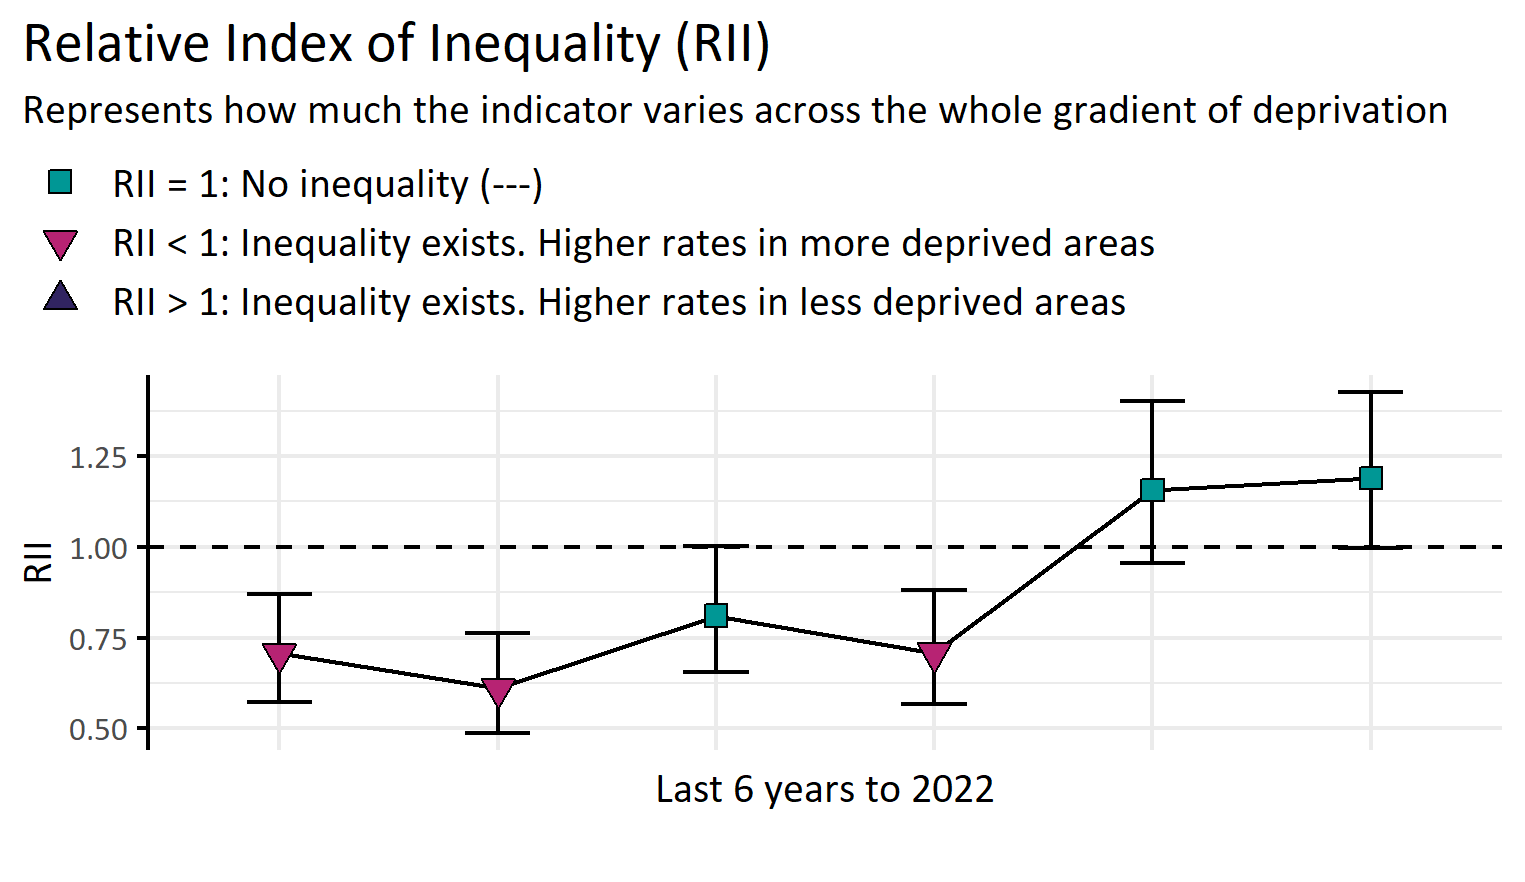 Relative Index of Inequality (RII)
Represents how much the indicator varies across the whole gradient of deprivation
RII = 1: No inequality (---)
RII < 1: Inequality exists. Higher rates in more deprived areas
RII > 1: Inequality exists. Higher rates in less deprived areas
1.25
1.00
0.75
0.50
RII
Last 6 years to 2022